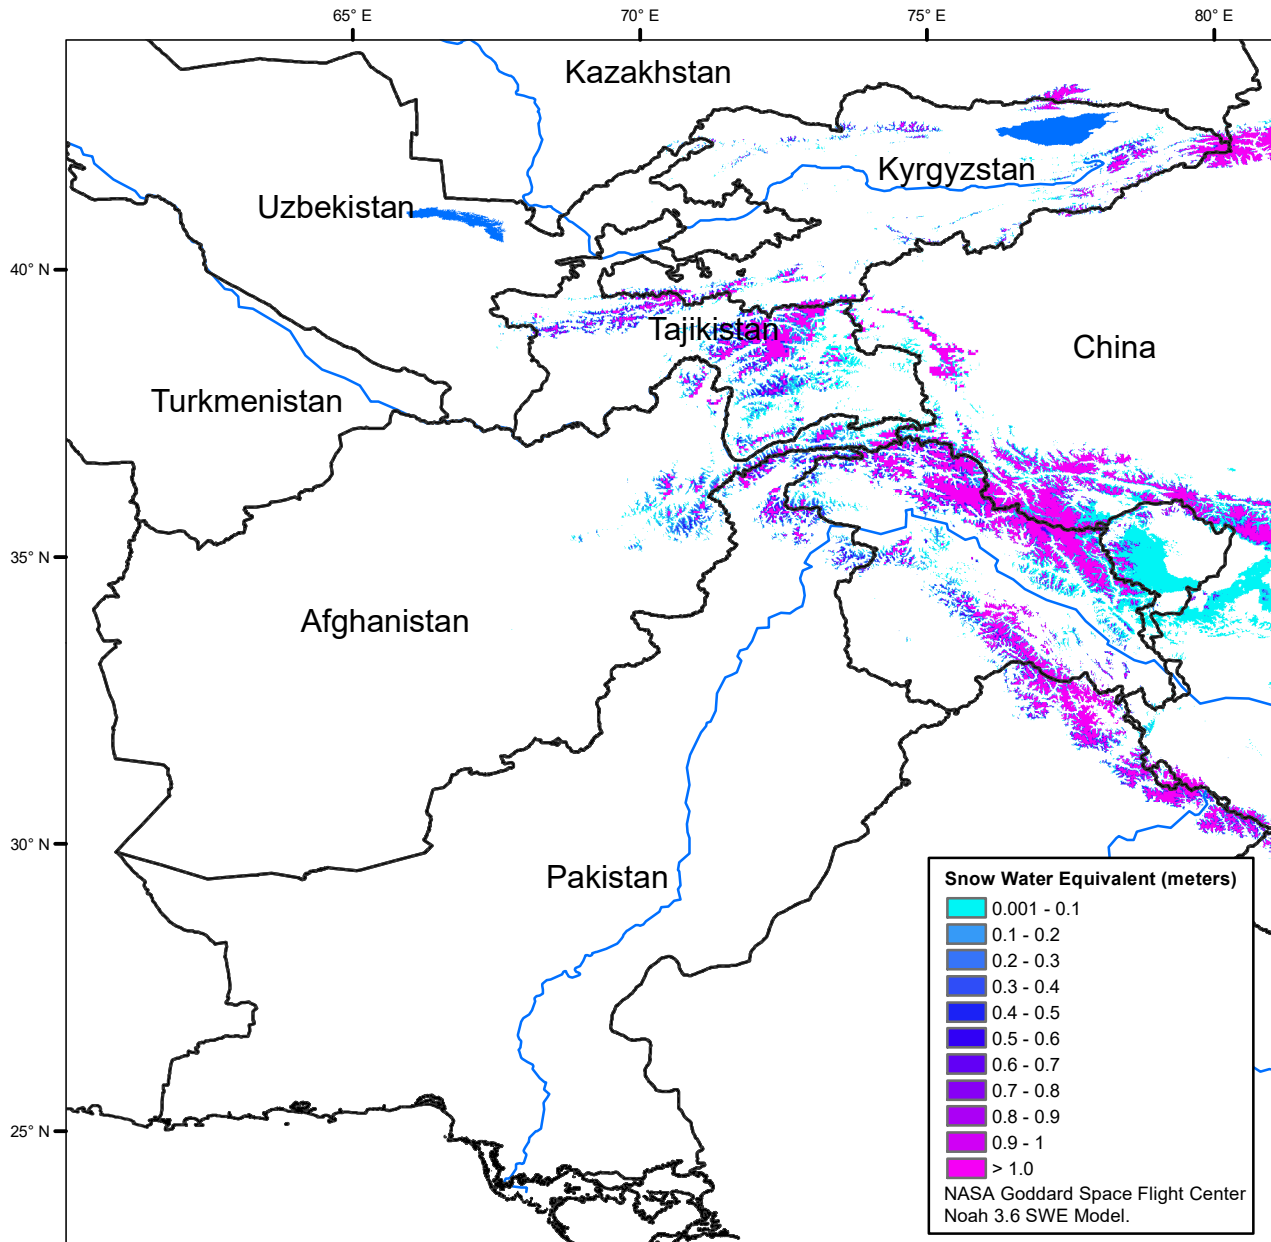 65° E
70° E
75° E
80° E
Kazakhstan
Kyrgyzstan
Uzbekistan
40° N
Tajikistan
China
Turkmenistan
35° N
Afghanistan
30° N
Pakistan
25° N
Snow Water Equivalent (meters)
0.001 - 0.1
0.1 - 0.2
0.2 - 0.3
0.3 - 0.4
0.4 - 0.5
0.5 - 0.6
0.6 - 0.7
0.7 - 0.8
0.8 - 0.9
0.9 - 1
> 1.0
NASA Goddard Space Flight Center
Noah 3.6 SWE Model.